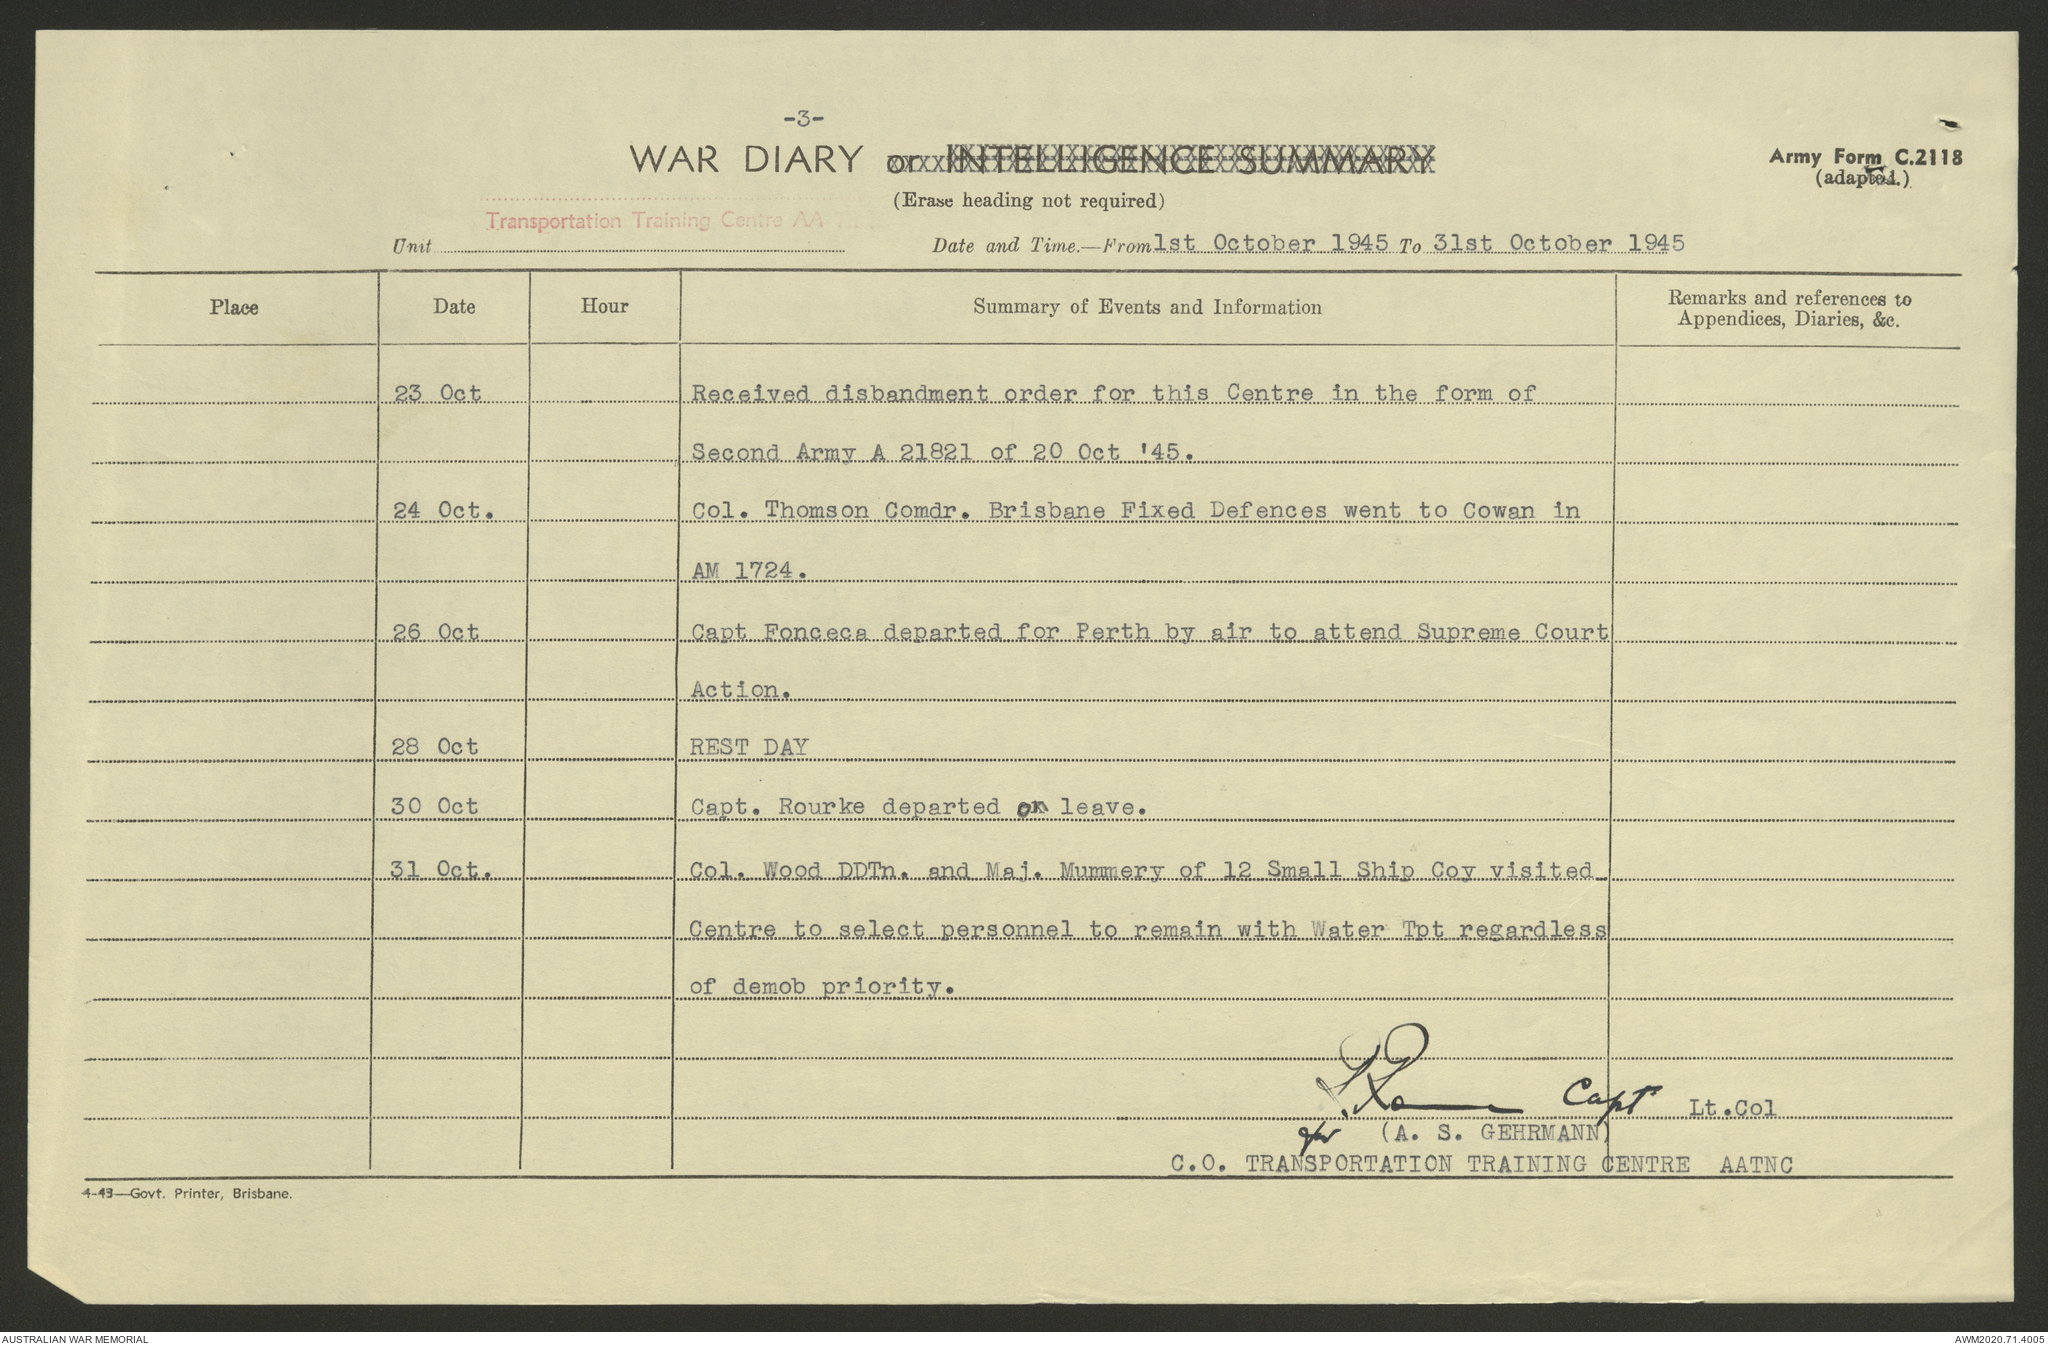 -3-
WAR DIARY or INTELLIGENCE SUMMARY
Army Form C.2118
(adapted.)
(Erase heading not required)
Transportation Training Centre AA
Unit
Date and Time.—From 1st October 1945 To 31st October 1945
Place Date Hour Summary of Events and Information Remarks and references to
Appendices, Diaries, &c.
23 Oct Received disbandment order for this Centre in the form of
Second Army A 21821 of 20 Oct '45.
24 Oct. Col. Thomson Comdr. Brisbane Fixed Defences went to Cowan in
AM 1724.
26 Oct Capt Fonceca departed for Perth by air to attend Supreme Court
Action.
28 Oct REST DAY
30 Oct Capt. Rourke departed on leave.
31 Oct. Col. Wood DDTn. and Maj. Mummery of 12 Small Ship Coy visited
Centre to select personnel to remain with Water Tpt regardless
of demob priority.
Capt Lt.Col
for (A. S. GEHRMANN)
C.O. TRANSPORTATION TRAINING CENTRE AATNC
4-43—Govt. Printer, Brisbane.
AUSTRALIAN WAR MEMORIAL
AWM2020.71.4005